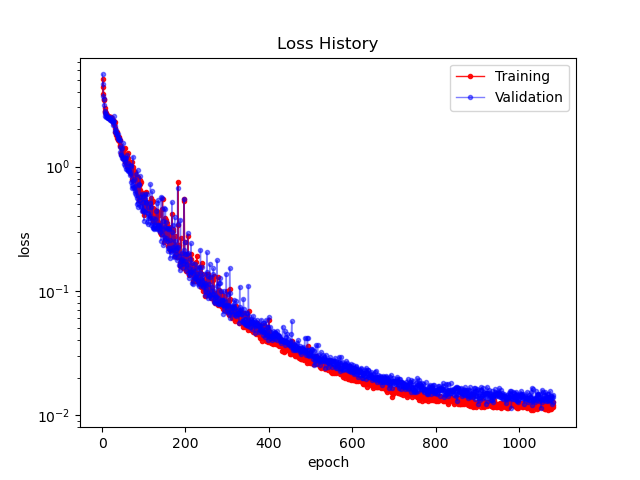 Loss History
Training
Validation
loss
10⁰
10⁻¹
10⁻²
0 200 400 600 800 1000
epoch